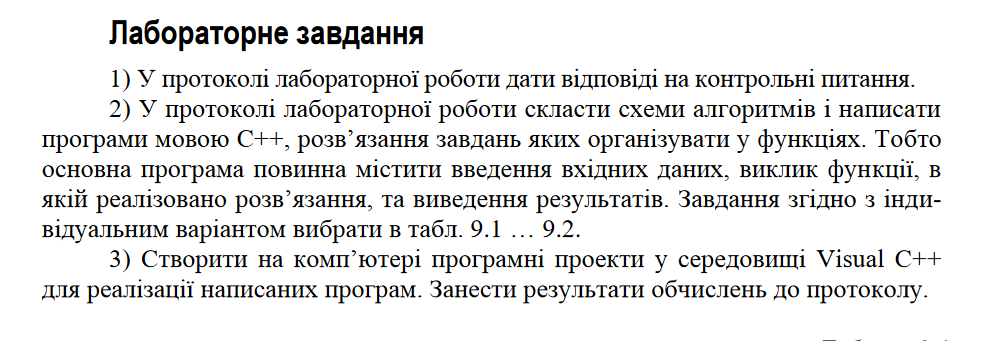 Лабораторне завдання
1) У протоколі лабораторної роботи дати відповіді на контрольні питання.
2) У протоколі лабораторної роботи скласти схеми алгоритмів і написати
програми мовою C++, розв’язання завдань яких організувати у функціях. Тобто
основна програма повинна містити введення вхідних даних, виклик функції, в
якій реалізовано розв’язання, та виведення результатів. Завдання згідно з інди-
відуальним варіантом вибрати в табл. 9.1 … 9.2.
3) Створити на комп’ютері програмні проекти у середовищі Visual C++
для реалізації написаних програм. Занести результати обчислень до протоколу.